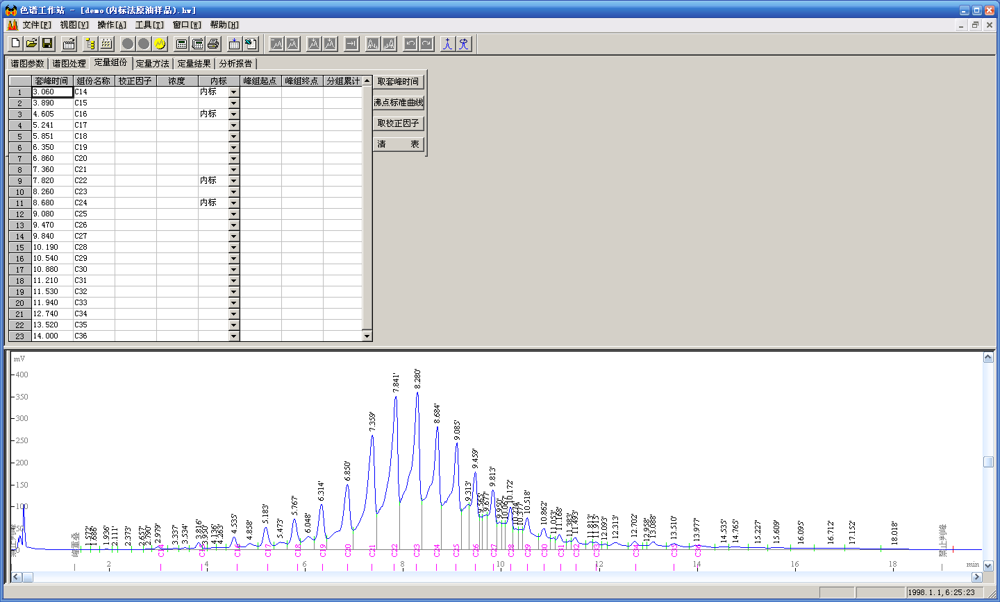 色谱工作站 - [demo(内标法原油样品).hw]
文件[F] 视图[V] 操作[A] 工具[T] 窗口[W] 帮助[H]
谱图参数 谱图处理 定量组份 定量方法 定量结果 分析报告
套峰时间 组份名称 校正因子 浓度 内标 峰组起点 峰组终点 分组累计
1 3.060 C14 内标
2 3.890 C15
3 4.605 C16 内标
4 5.241 C17
5 5.851 C18
6 6.350 C19
7 6.860 C20
8 7.360 C21
9 7.820 C22 内标
10 8.260 C23
11 8.680 C24 内标
12 9.080 C25
13 9.470 C26
14 9.840 C27
15 10.190 C28
16 10.540 C29
17 10.880 C30
18 11.210 C31
19 11.530 C32
20 11.940 C33
21 12.740 C34
22 13.520 C35
23 14.000 C36
取套峰时间
沸点标准曲线
取校正因子
清 表
mV
400
350
300
250
200
150
100
50
1.522' 1.686' 1.936' 2.111' 2.373' 2.657' 2.790' 2.979' 3.337' 3.534' 3.816' 3.950' 4.136' 4.263' 4.535' 4.858' 5.183' 5.473' 5.767' 6.048' 6.314' 6.850' 7.359' 7.841' 8.280' 8.684' 9.085' 9.313' 9.459' 9.565' 9.677' 9.813' 9.950' 10.067' 10.172' 10.274' 10.377' 10.518' 10.862' 11.053' 11.168' 11.383' 11.493' 11.813' 11.915' 12.093' 12.313' 12.702' 12.958' 13.088' 13.510' 13.977' 14.535' 14.765' 15.227' 15.609' 16.095' 16.712' 17.152' 18.018'
禁止判峰 峰重叠 C14 C15 C16 C17 C18 C19 C20 C21 C22 C23 C24 C25 C26 C27 C28 C29 C30 C31 C32 C33 C34 C35 C36 禁止判峰
2 4 6 8 10 12 14 16 18 min
1998.1.1,6:25:23